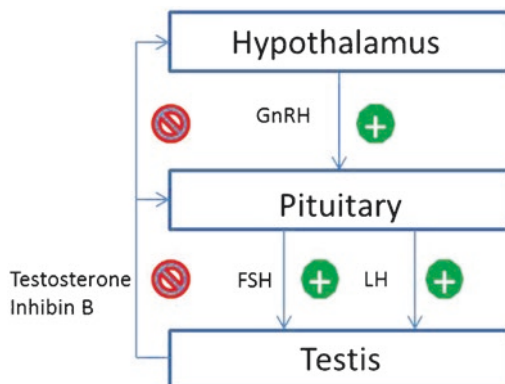 Hypothalamus
GnRH
Pituitary
Testosterone
Inhibin B
FSH
LH
Testis